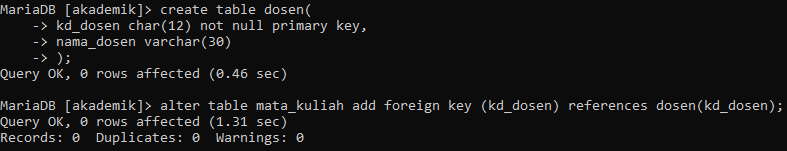 MariaDB [akademik]> create table dosen(
    -> kd_dosen char(12) not null primary key,
    -> nama_dosen varchar(30)
    -> );
Query OK, 0 rows affected (0.46 sec)

MariaDB [akademik]> alter table mata_kuliah add foreign key (kd_dosen) references dosen(kd_dosen);
Query OK, 0 rows affected (1.31 sec)
Records: 0  Duplicates: 0  Warnings: 0